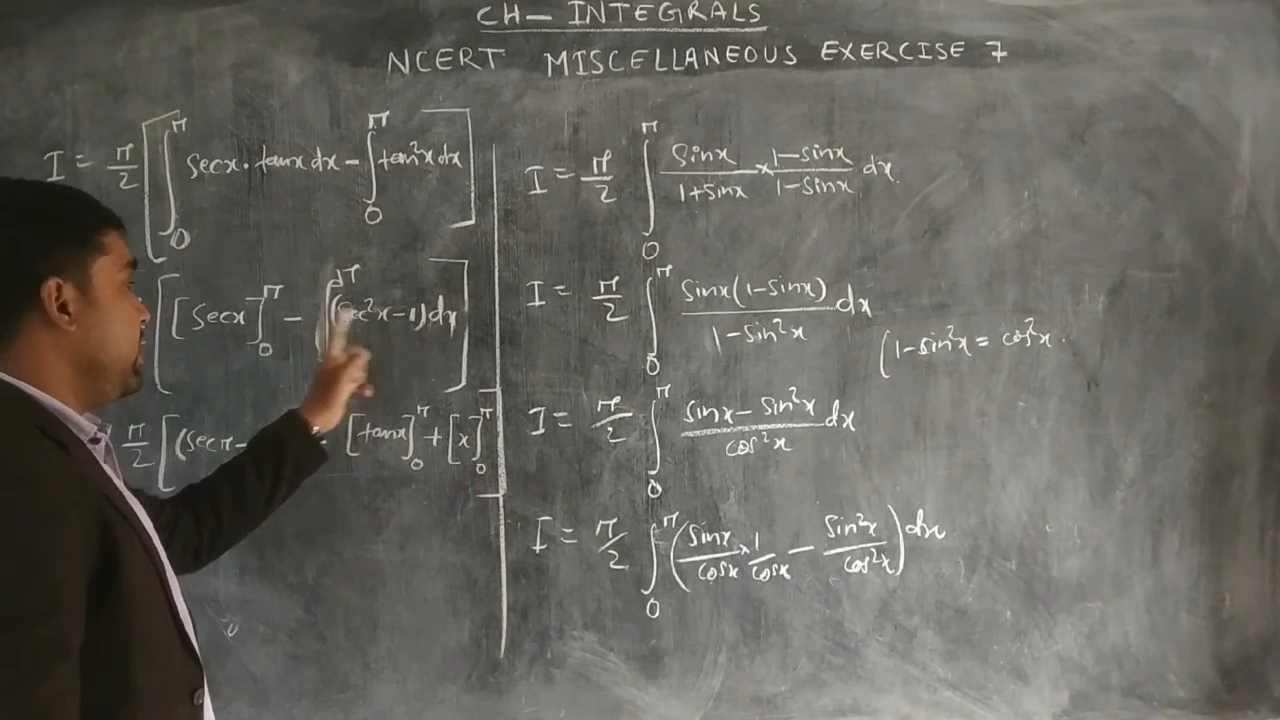 CH- INTEGRALS
NCERT MISCELLANEOUS EXERCISE 7
I = π/2 [∫₀^π secx·tanx dx - ∫₀^π tan²x dx]
[[secx]₀^π - ∫^π (sec²x-1)dx]
π/2 [(secπ- - [tanx]₀^π + [x]₀^π
I = π/2 ∫₀^π sinx/1+sinx × 1-sinx/1-sinx dx.
I = π/2 ∫₀^π sinx(1-sinx)/1-sin²x dx
(1-sin²x = cos²x.
I = π/2 ∫₀^π sinx-sin²x/cos²x dx
I = π/2 ∫₀^π (sinx/cosx × 1/cosx - sin²x/cos²x) dx